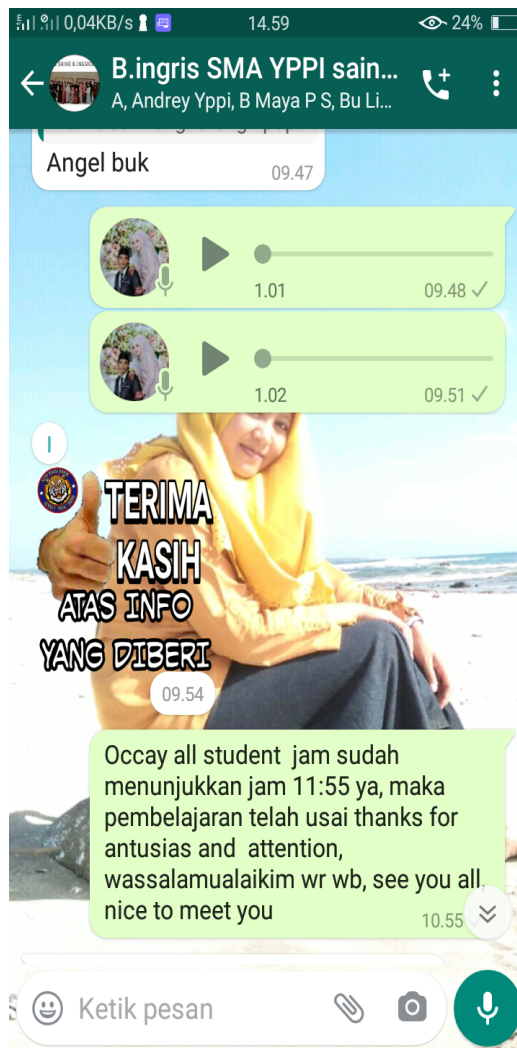 0,04KB/s 14.59 24%
B.ingris SMA YPPI sain...
A, Andrey Yppi, B Maya P S, Bu Li...
Angel buk
09.47
1.01 09.48
1.02 09.51
I
TERIMA
KASIH
ATAS INFO
YANG DIBERI
09.54
Occay all student jam sudah
menunjukkan jam 11:55 ya, maka
pembelajaran telah usai thanks for
antusias and attention,
wassalamualaikim wr wb, see you all,
nice to meet you
10.55
Ketik pesan